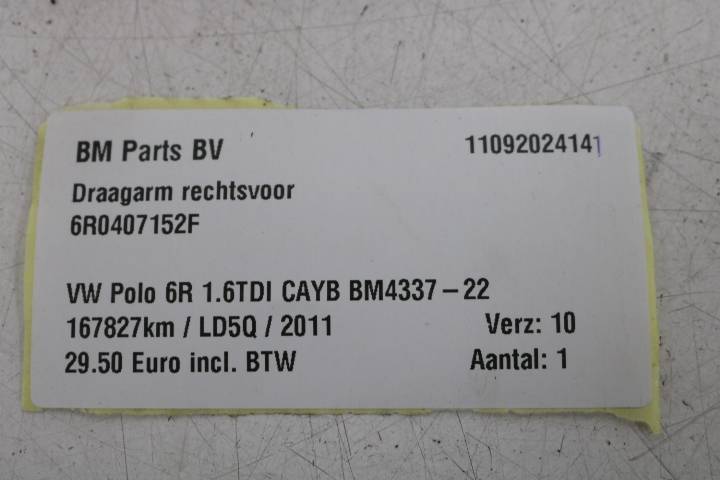 BM Parts BV 11092024141
Draagarm rechtsvoor
6R0407152F
VW Polo 6R 1.6TDI CAYB BM4337-22
167827km / LD5Q / 2011 Verz: 10
29.50 Euro incl. BTW Aantal: 1